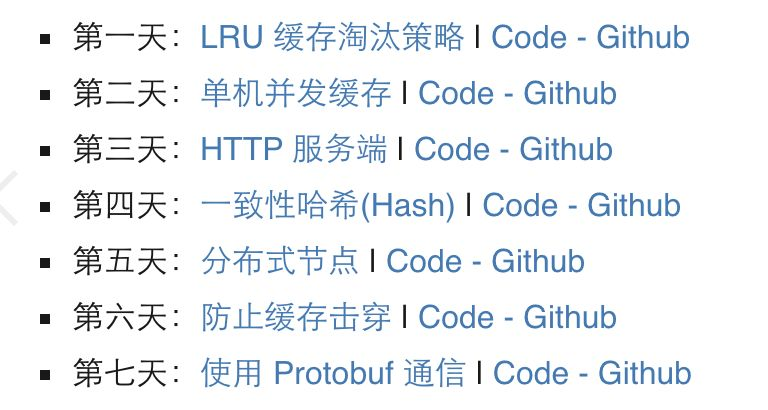 第一天：LRU 缓存淘汰策略 | Code - Github
第二天：单机并发缓存 | Code - Github
第三天：HTTP 服务端 | Code - Github
第四天：一致性哈希(Hash) | Code - Github
第五天：分布式节点 | Code - Github
第六天：防止缓存击穿 | Code - Github
第七天：使用 Protobuf 通信 | Code - Github